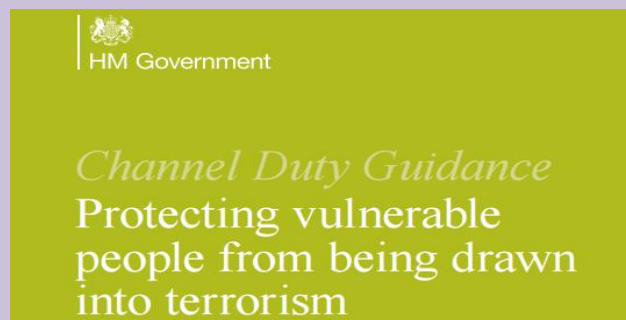 HM Government
Channel Duty Guidance
Protecting vulnerable
people from being drawn
into terrorism